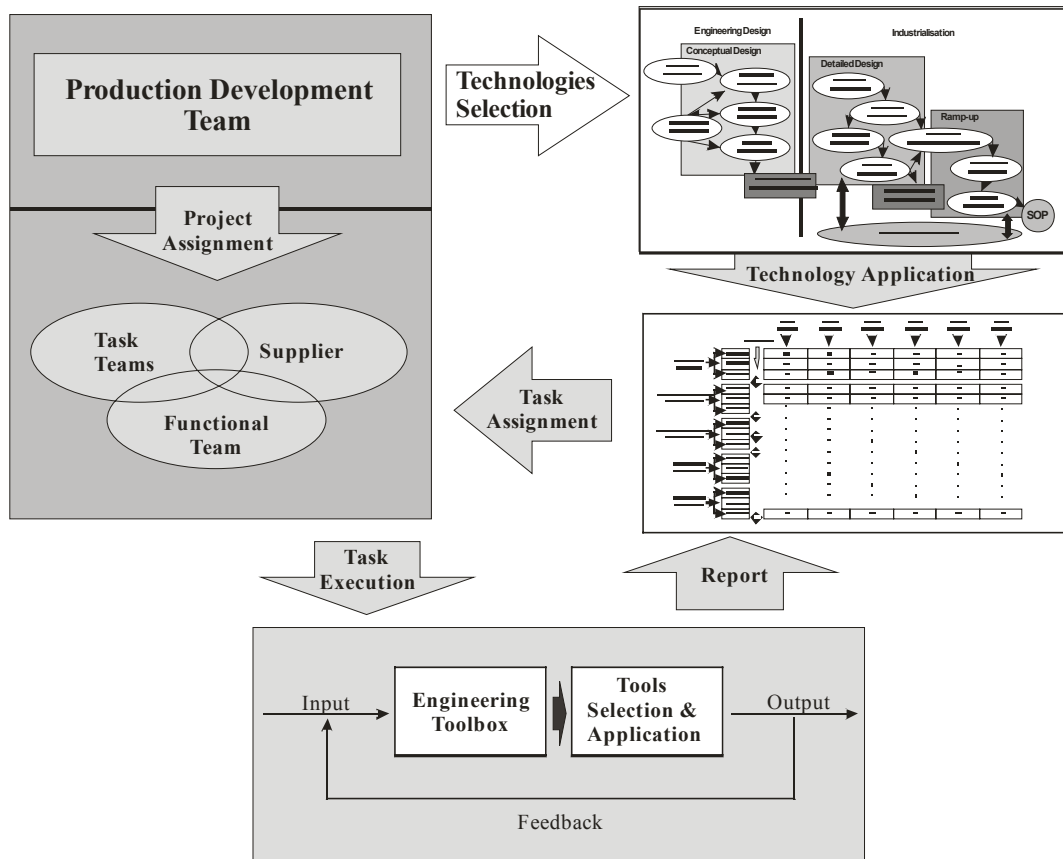 Production Development
Team
Technologies
Selection
Engineering Design
Industrialisation
Conceptual Design
Detailed Design
Ramp-up
SOP
Project
Assignment
Technology Application
Task
Teams
Supplier
Functional
Team
Task
Assignment
Task
Execution
Report
Input
Engineering
Toolbox
Tools
Selection &
Application
Output
Feedback